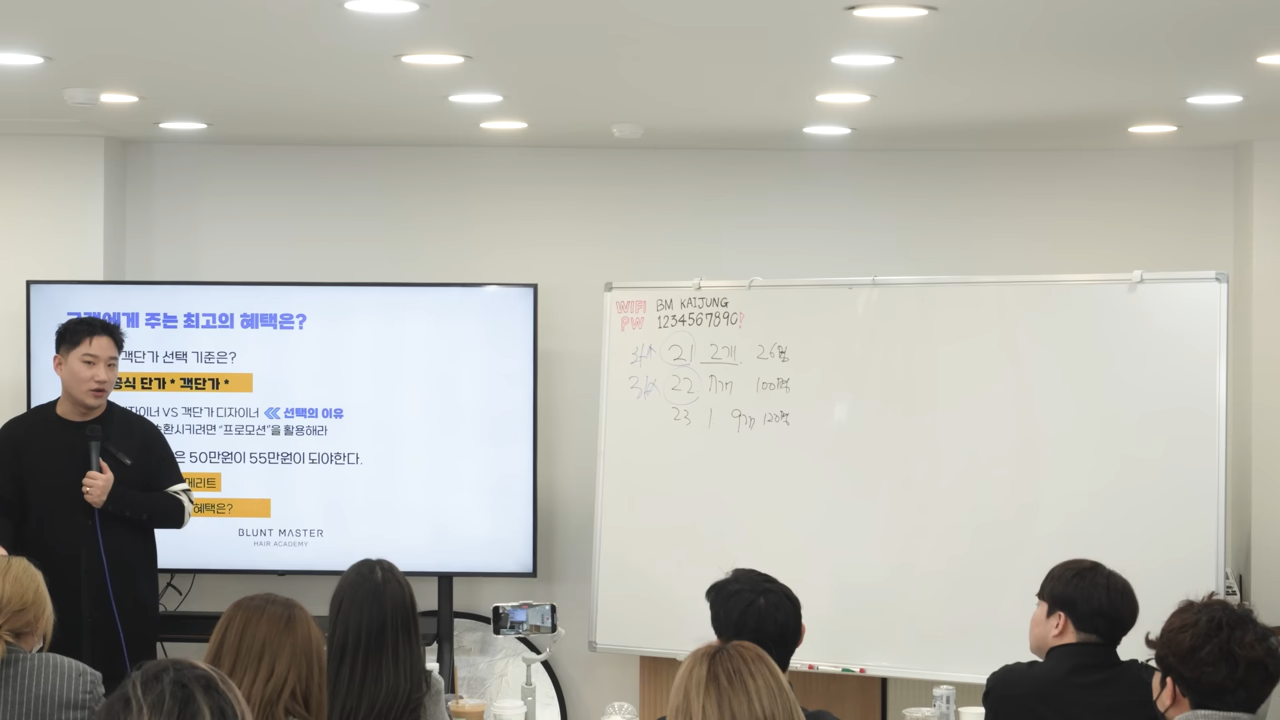 고객에게 주는 최고의 혜택은?
객단가 선택 기준은?
공식 단가 * 객단가 *
디자이너 VS 객단가 디자이너 《 선택의 이유
환시키려면 "프로모션"을 활용해라
은 50만원이 55만원이 되야한다.
메리트
혜택은?
BLUNT MASTER
HAIR ACADEMY
WIFI BM KAIJUNG
PW 1234567890!
21 2개 26명
22 7개 100명
23 1 9개 120명